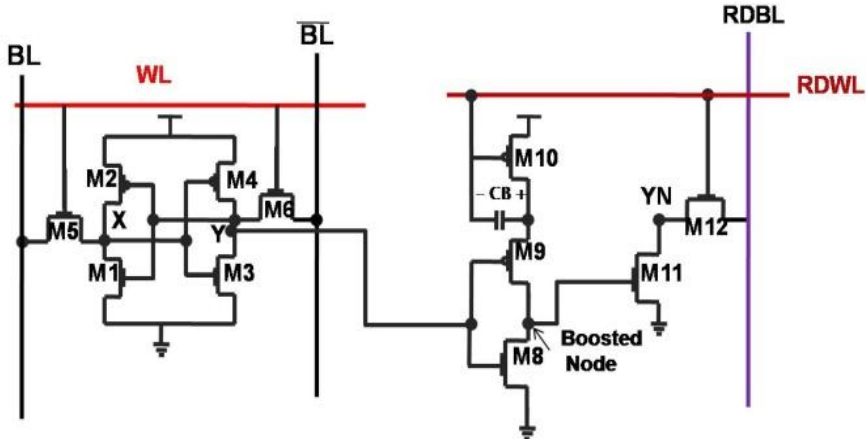 BL
BL
RDBL
WL
RDWL
M2
M4
M10
− CB +
YN
X
M6
M5
Y
M12
M9
M1
M3
M11
M8
Boosted
Node